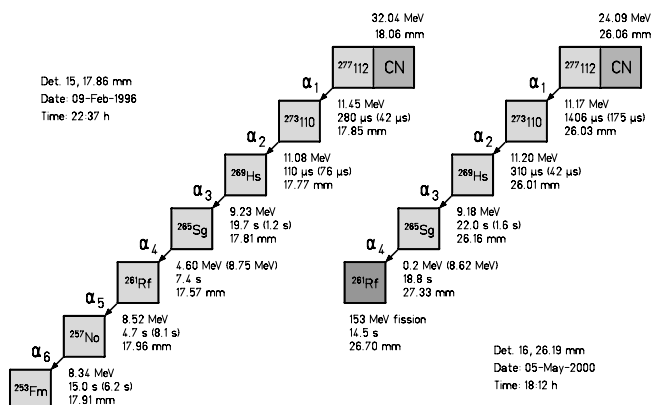 32.04 MeV
18.06 mm
²⁷⁷112 CN
Det. 15, 17.86 mm
Date: 09-Feb-1996
Time: 22:37 h
α₁
11.45 MeV
280 µs (42 µs)
17.85 mm
²⁷³110
α₂
11.08 MeV
110 µs (76 µs)
17.77 mm
²⁶⁹Hs
α₃
9.23 MeV
19.7 s (1.2 s)
17.81 mm
²⁶⁵Sg
α₄
4.60 MeV (8.75 MeV)
7.4 s
17.57 mm
²⁶¹Rf
α₅
8.52 MeV
4.7 s (8.1 s)
17.96 mm
²⁵⁷No
α₆
8.34 MeV
15.0 s (6.2 s)
17.91 mm
²⁵³Fm
24.09 MeV
26.06 mm
²⁷⁷112 CN
α₁
11.17 MeV
1406 µs (175 µs)
26.03 mm
²⁷³110
α₂
11.20 MeV
310 µs (42 µs)
26.01 mm
²⁶⁹Hs
α₃
9.18 MeV
22.0 s (1.6 s)
26.16 mm
²⁶⁵Sg
α₄
0.2 MeV (8.62 MeV)
18.8 s
27.33 mm
²⁶¹Rf
153 MeV fission
14.5 s
26.70 mm
Det. 16, 26.19 mm
Date: 05-May-2000
Time: 18:12 h